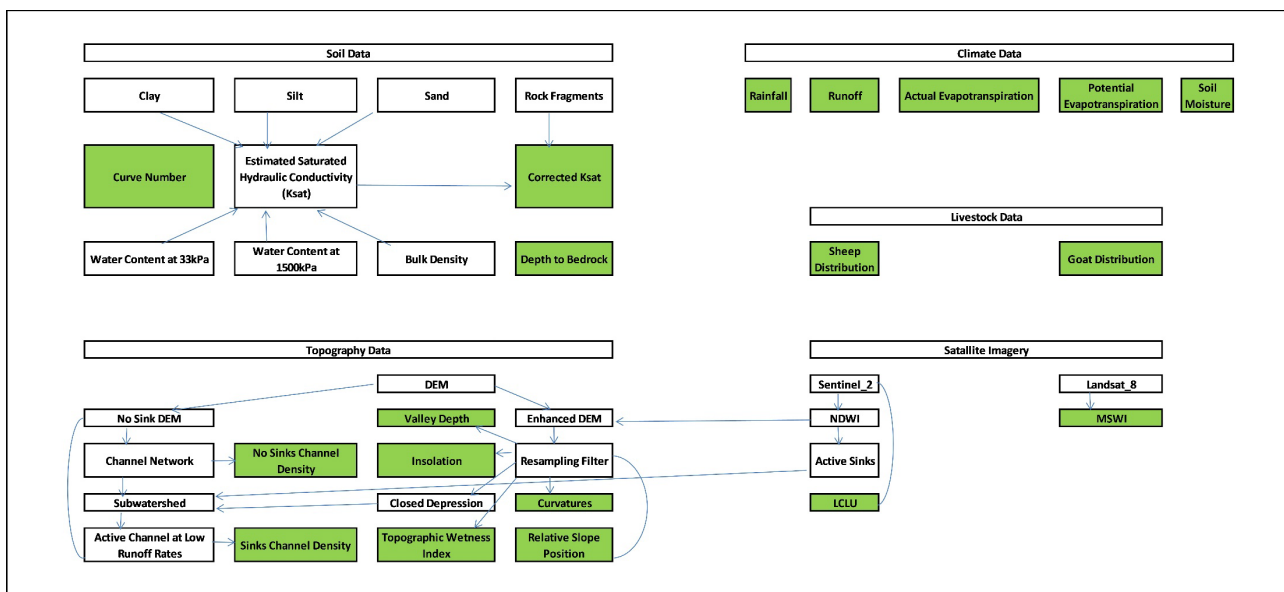 Soil Data
Climate Data
Clay
Silt
Sand
Rock Fragments
Rainfall
Runoff
Actual Evapotranspiration
Potential
Evapotranspiration
Soil
Moisture
Curve Number
Estimated Saturated
Hydraulic Conductivity
(Ksat)
Corrected Ksat
Livestock Data
Water Content at 33kPa
Water Content at
1500kPa
Bulk Density
Depth to Bedrock
Sheep
Distribution
Goat Distribution
Topography Data
Satallite Imagery
DEM
Sentinel_2
Landsat_8
No Sink DEM
Valley Depth
Enhanced DEM
NDWI
MSWI
Channel Network
No Sinks Channel
Density
Insolation
Resampling Filter
Active Sinks
Subwatershed
Closed Depression
Curvatures
LCLU
Active Channel at Low
Runoff Rates
Sinks Channel Density
Topographic Wetness
Index
Relative Slope
Position